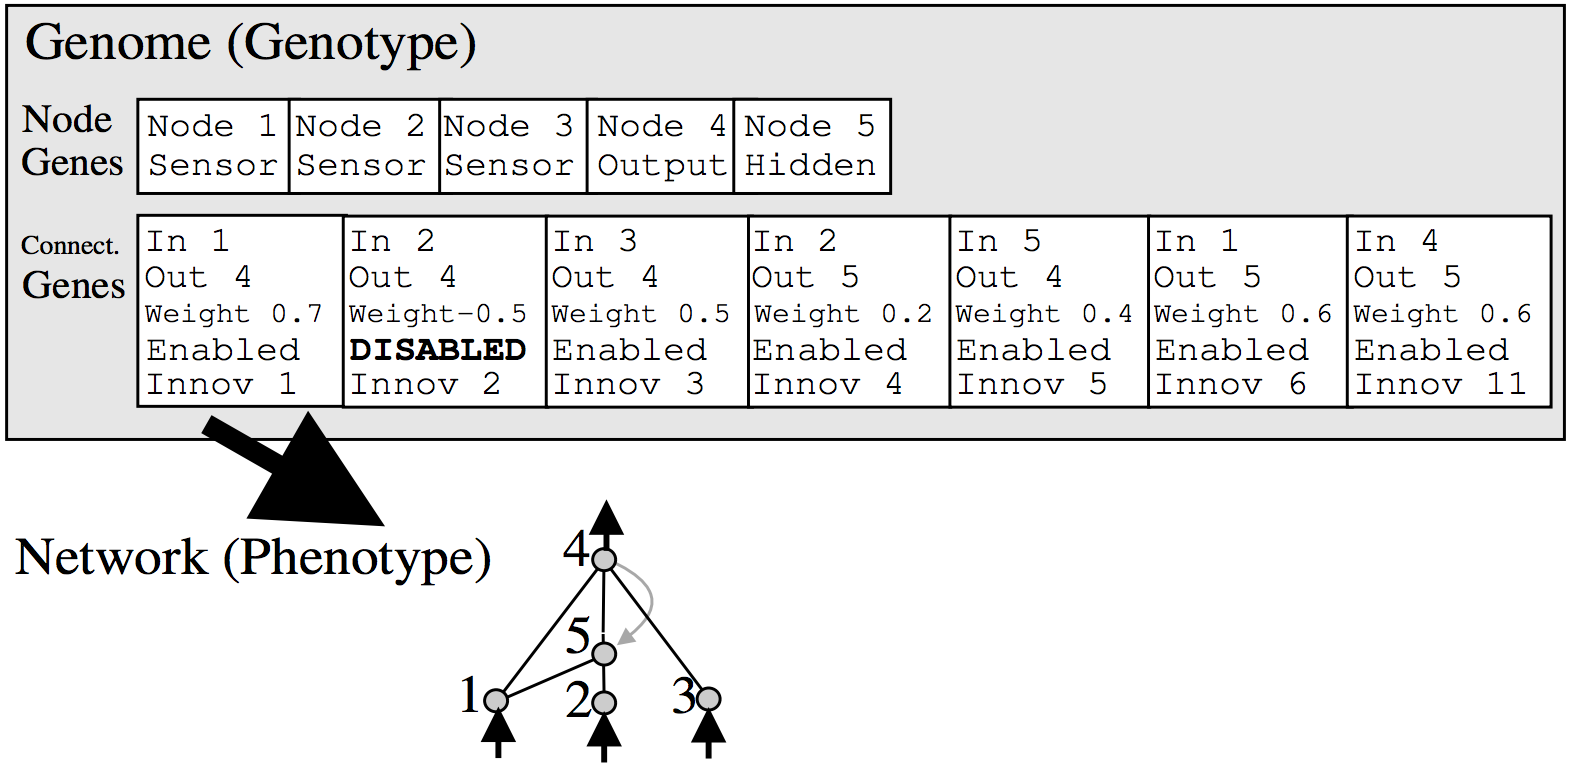 Genome (Genotype)
Node Genes
Node 1 Node 2 Node 3 Node 4 Node 5
Sensor Sensor Sensor Output Hidden
Connect. Genes
In 1 In 2 In 3 In 2 In 5 In 1 In 4
Out 4 Out 4 Out 4 Out 5 Out 4 Out 5 Out 5
Weight 0.7 Weight-0.5 Weight 0.5 Weight 0.2 Weight 0.4 Weight 0.6 Weight 0.6
Enabled DISABLED Enabled Enabled Enabled Enabled Enabled
Innov 1 Innov 2 Innov 3 Innov 4 Innov 5 Innov 6 Innov 11
Network (Phenotype)
4
5
1 2 3